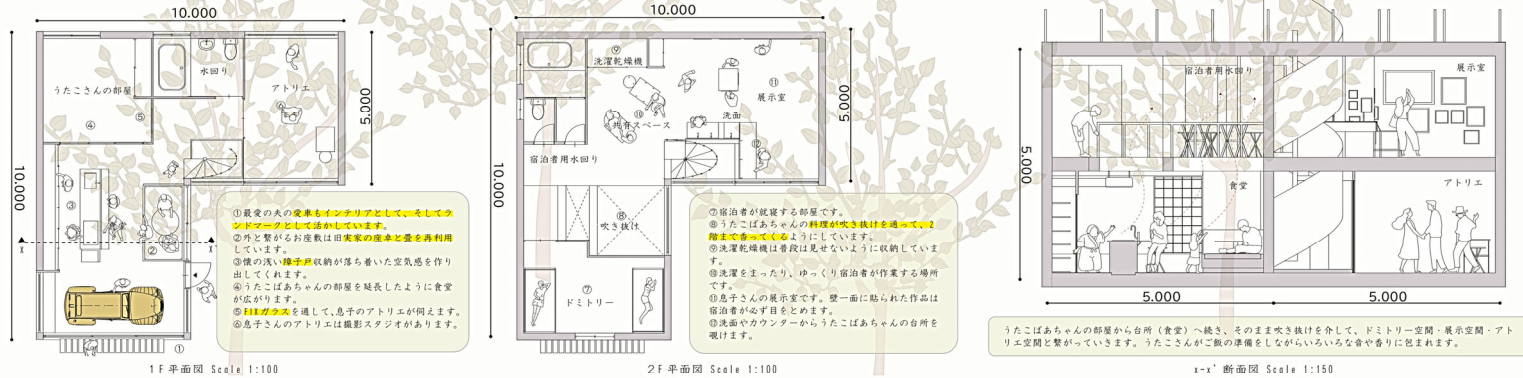 10.000
10.000
5.000
うたこさんの部屋
水回り
アトリエ
④
⑤
③
②
①
x
x'
①最愛の夫の愛車もインテリアとして、そしてラ
ンドマークとして活かしています。
②外と繋がるお座敷は旧実家の座卓と畳を再利用
しています。
③懐の浅い障子戸収納が落ち着いた空気感を作り
出してくれます。
④うたこばあちゃんの部屋を延長したように食堂
が広がります。
⑤FIXガラスを通して、息子のアトリエが伺えます。
⑥息子さんのアトリエは撮影スタジオがあります。
1F平面図 Scale 1:100
10.000
10.000
5.000
⑨
洗濯乾燥機
⑪
展示室
⑩
共有スペース
洗面
⑫
宿泊者用水回り
⑧
吹き抜け
⑦
ドミトリー
⑦宿泊者が就寝する部屋です。
⑧うたこばあちゃんの料理が吹き抜けを通って、2
階まで香ってくるようにしています。
⑨洗濯乾燥機は普段は見せないように収納していま
す。
⑩洗濯をまったり、ゆっくり宿泊者が作業する場所
です。
⑪息子さんの展示室です。壁一面に貼られた作品は
宿泊者が必ず目をとめます。
⑫洗面やカウンターからうたこばあちゃんの台所を
覗けます。
2F平面図 Scale 1:100
5.000
宿泊者用水回り
展示室
食堂
アトリエ
5.000
5.000
うたこばあちゃんの部屋から台所(食堂)へ続き、そのまま吹き抜けを介して、ドミトリー空間・展示空間・アト
リエ空間と繋がっていきます。うたこさんがご飯の準備をしながらいろいろな音や香りに包まれます。
x-x' 断面図 Scale 1:150